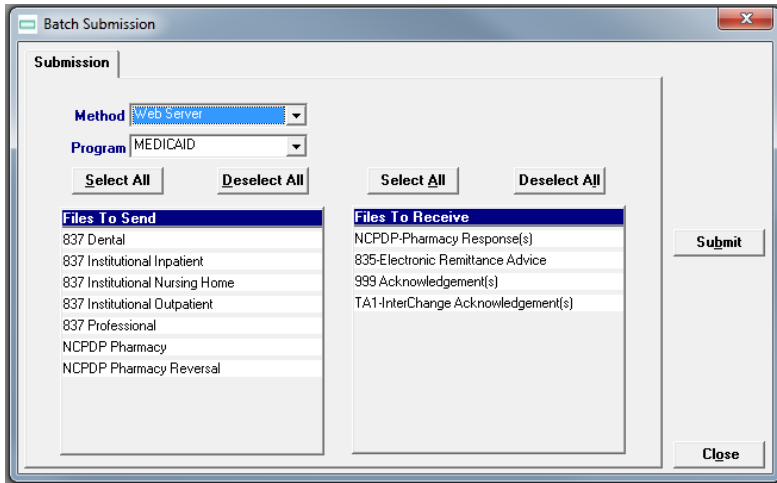 Batch Submission
Submission
Method Web Server
Program MEDICAID
Select All Deselect All Select All Deselect All
Files To Send
837 Dental
837 Institutional Inpatient
837 Institutional Nursing Home
837 Institutional Outpatient
837 Professional
NCPDP Pharmacy
NCPDP Pharmacy Reversal
Files To Receive
NCPDP-Pharmacy Response(s)
835-Electronic Remittance Advice
999 Acknowledgement(s)
TA1-InterChange Acknowledgement(s)
Submit
Close